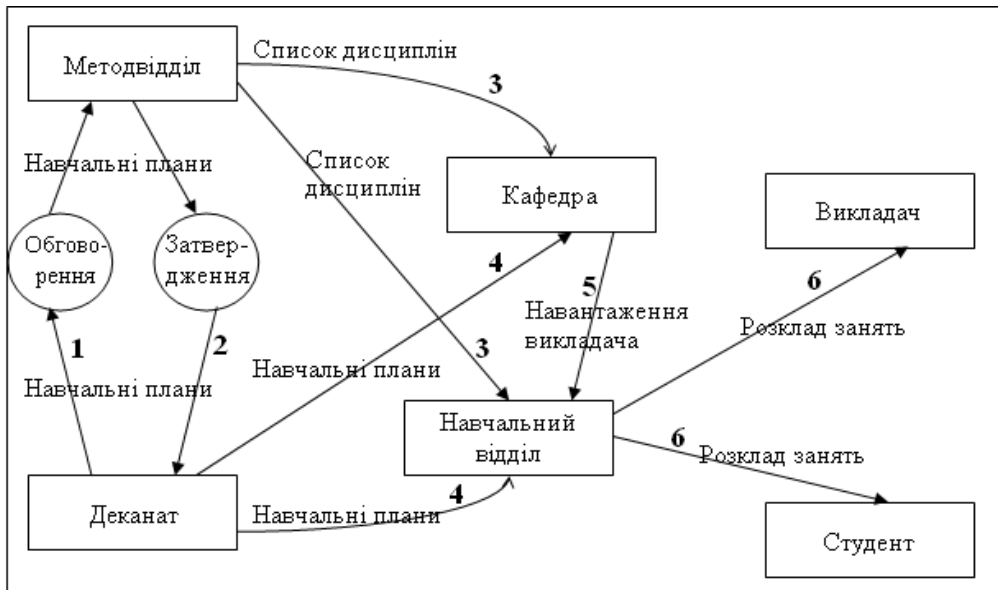 Список дисциплін
Методвідділ
3
Навчальні плани
Список
дисциплін
Кафедра
Викладач
Обгово-
рення
Затвер-
дження
4
5
6
Навантаження
викладача
Розклад занять
1
2
3
Навчальні плани
Навчальні плани
Навчальний
відділ
6
Розклад занять
Деканат
4
Навчальні плани
Студент